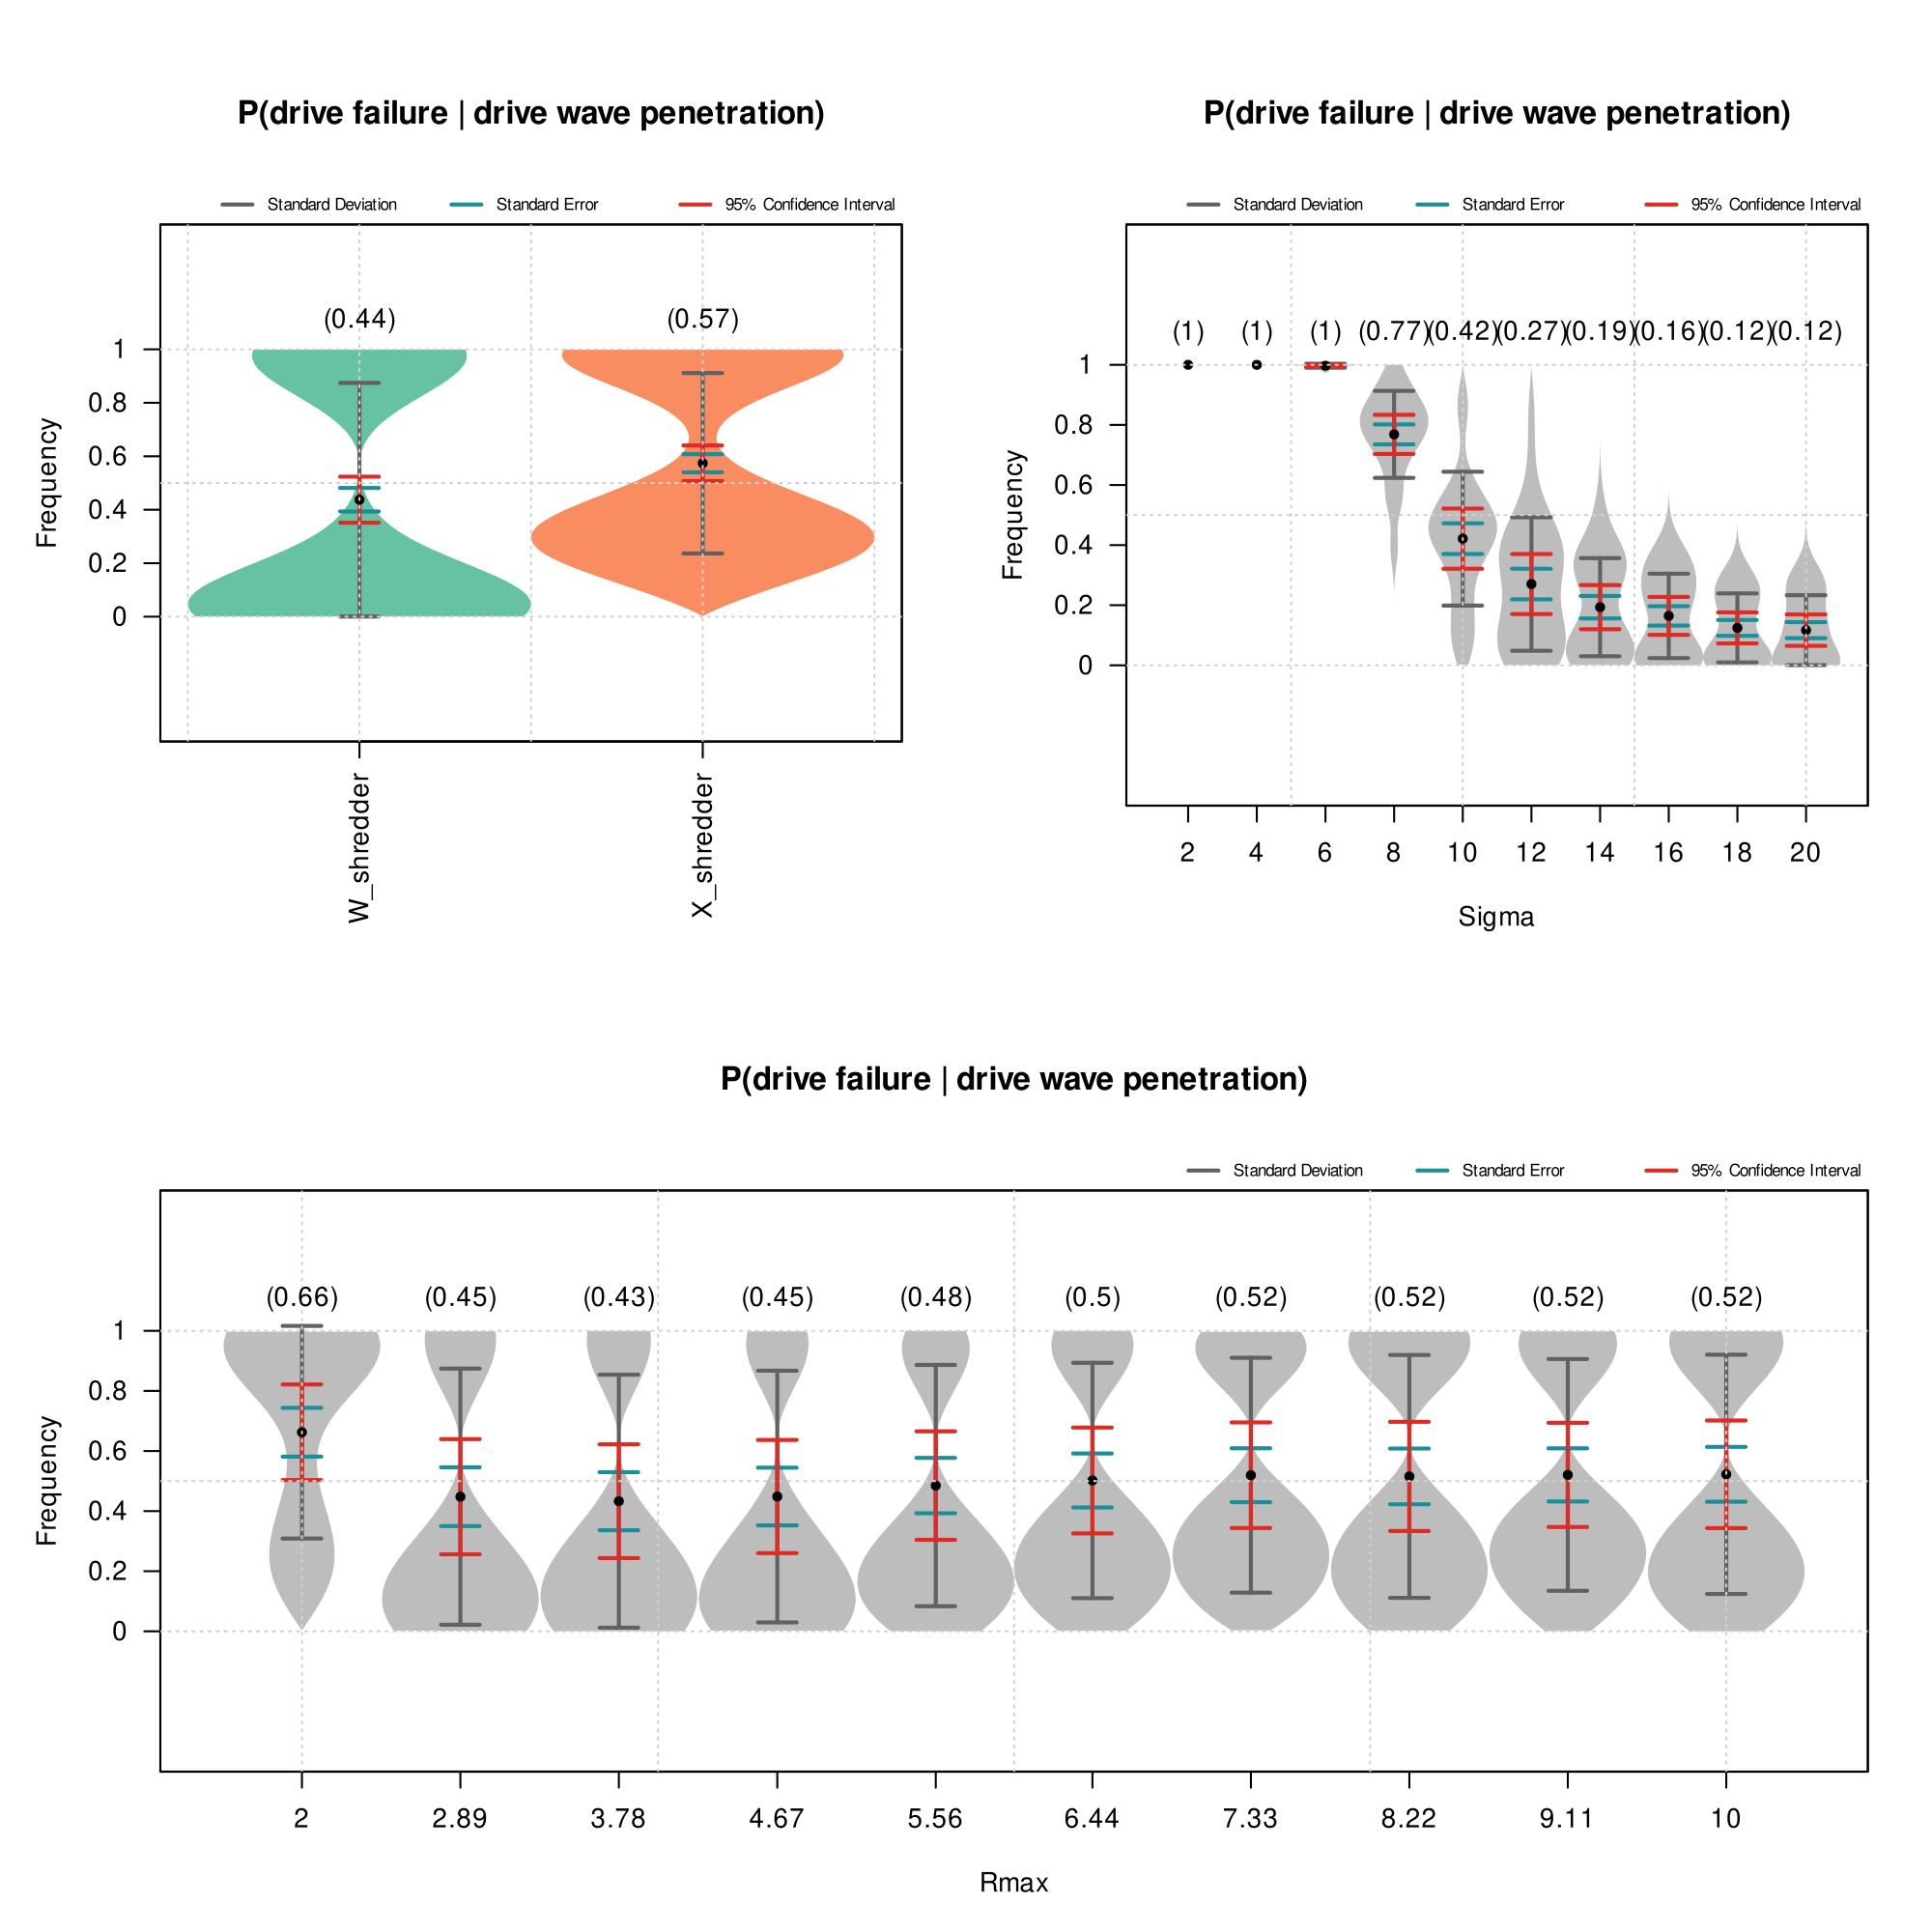 P(drive failure | drive wave penetration)
Standard Deviation
Standard Error
95% Confidence Interval
(0.44)
(0.57)
1
0.8
0.6
0.4
0.2
0
Frequency
W_shredder
X_shredder
P(drive failure | drive wave penetration)
Standard Deviation
Standard Error
95% Confidence Interval
(1)
(1)
(1)
(0.77)
(0.42)
(0.27)
(0.19)
(0.16)
(0.12)
(0.12)
1
0.8
0.6
0.4
0.2
0
Frequency
2 4 6 8 10 12 14 16 18 20
Sigma
P(drive failure | drive wave penetration)
Standard Deviation
Standard Error
95% Confidence Interval
(0.66) (0.45) (0.43) (0.45) (0.48) (0.5) (0.52) (0.52) (0.52) (0.52)
1
0.8
0.6
0.4
0.2
0
Frequency
2 2.89 3.78 4.67 5.56 6.44 7.33 8.22 9.11 10
Rmax